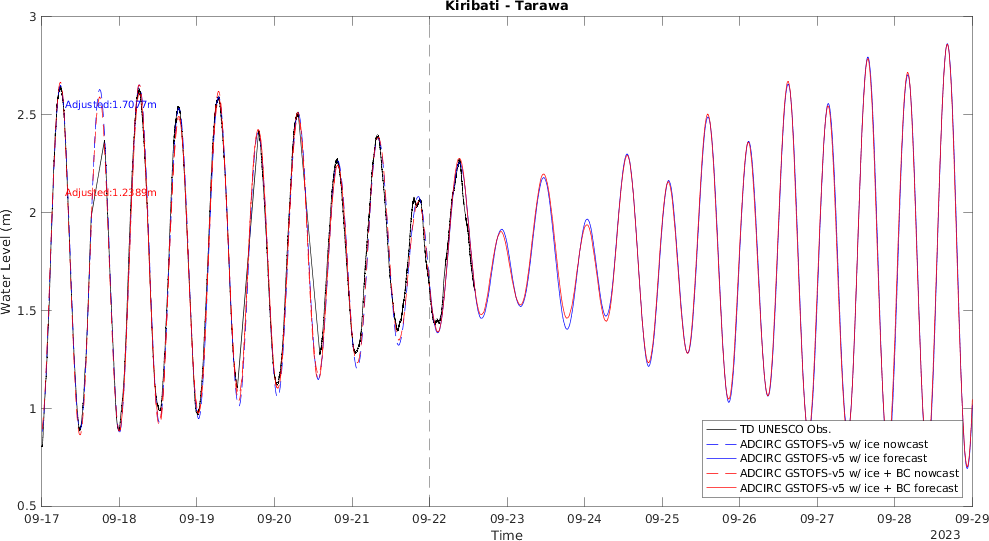 Kiribati - Tarawa
3
2.5
2
1.5
1
0.5
Water Level (m)
Adjusted:1.7077m
Adjusted:1.2389m
TD UNESCO Obs.
ADCIRC GSTOFS-v5 w/ ice nowcast
ADCIRC GSTOFS-v5 w/ ice forecast
ADCIRC GSTOFS-v5 w/ ice + BC nowcast
ADCIRC GSTOFS-v5 w/ ice + BC forecast
09-17 09-18 09-19 09-20 09-21 09-22 09-23 09-24 09-25 09-26 09-27 09-28 09-29
Time
2023